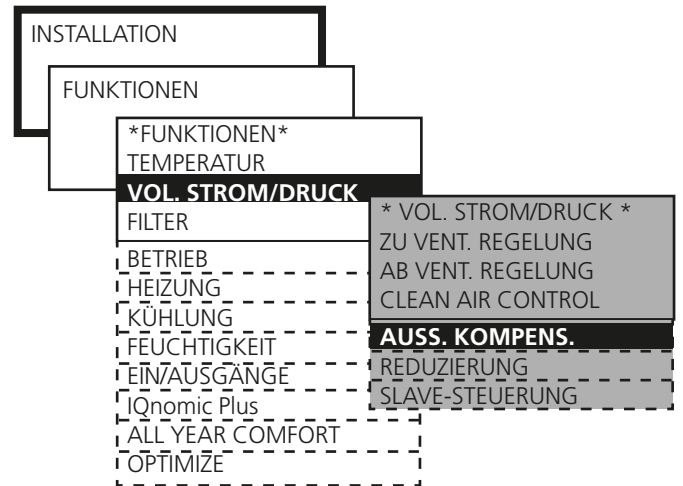 INSTALLATION
FUNKTIONEN
*FUNKTIONEN*
TEMPERATUR
VOL. STROM/DRUCK
FILTER
BETRIEB
HEIZUNG
KÜHLUNG
FEUCHTIGKEIT
EIN/AUSGÄNGE
IQnomic Plus
ALL YEAR COMFORT
OPTIMIZE
* VOL. STROM/DRUCK *
ZU VENT. REGELUNG
AB VENT. REGELUNG
CLEAN AIR CONTROL
AUSS. KOMPENS.
REDUZIERUNG
SLAVE-STEUERUNG